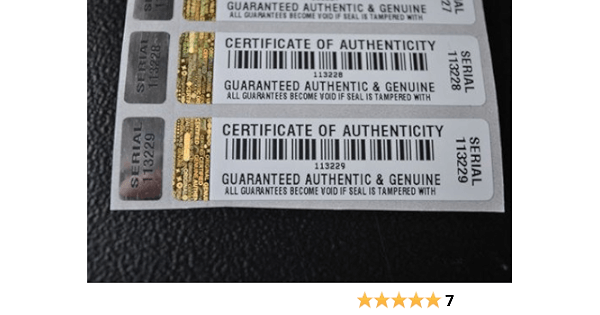 GUARANTEED AUTHENTIC & GENUINE
ALL GUARANTEES BECOME VOID IF SEAL IS TAMPERED WITH
SERIAL
27
SERIAL
113228
CERTIFICATE OF AUTHENTICITY
113228
GUARANTEED AUTHENTIC & GENUINE
ALL GUARANTEES BECOME VOID IF SEAL IS TAMPERED WITH
SERIAL
113228
SERIAL
113229
CERTIFICATE OF AUTHENTICITY
113229
GUARANTEED AUTHENTIC & GENUINE
ALL GUARANTEES BECOME VOID IF SEAL IS TAMPERED WITH
SERIAL
113229
7